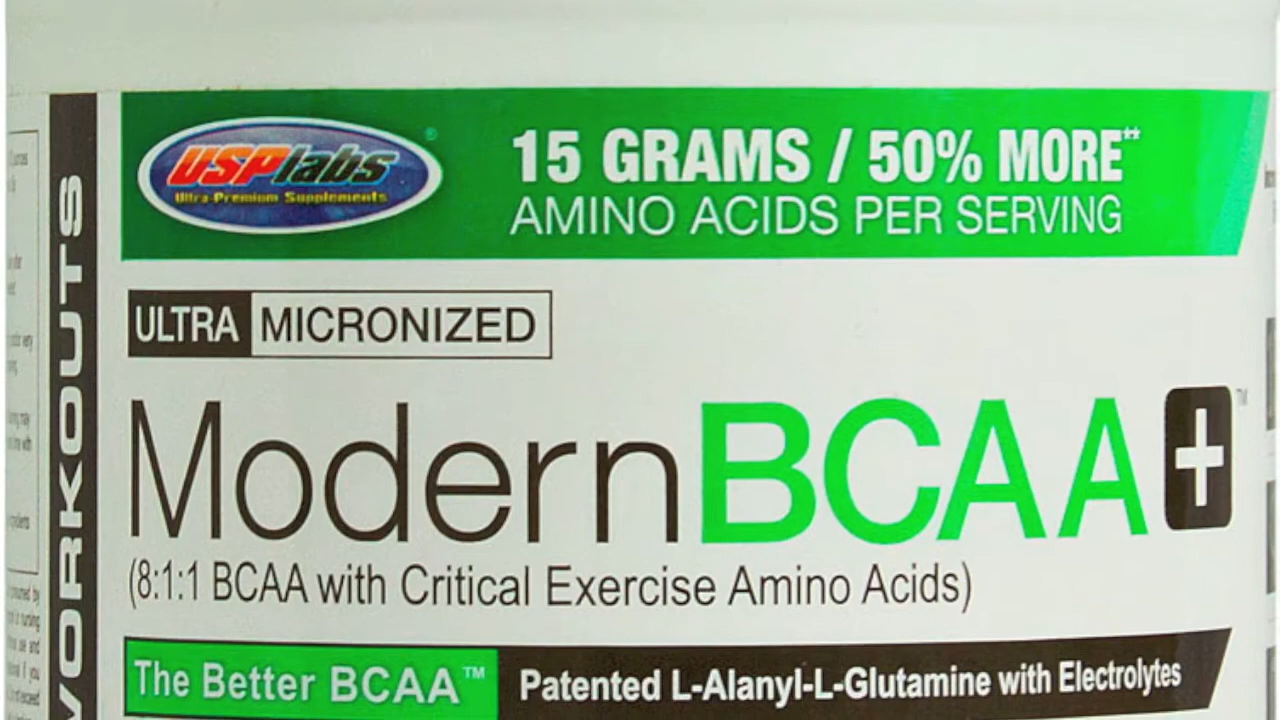 USPlabs®
Ultra-Premium Supplements
15 GRAMS / 50% MORE**
AMINO ACIDS PER SERVING
ULTRA MICRONIZED
ModernBCAA+™
(8:1:1 BCAA with Critical Exercise Amino Acids)
The Better BCAA™
Patented L-Alanyl-L-Glutamine with Electrolytes
WORKOUTS